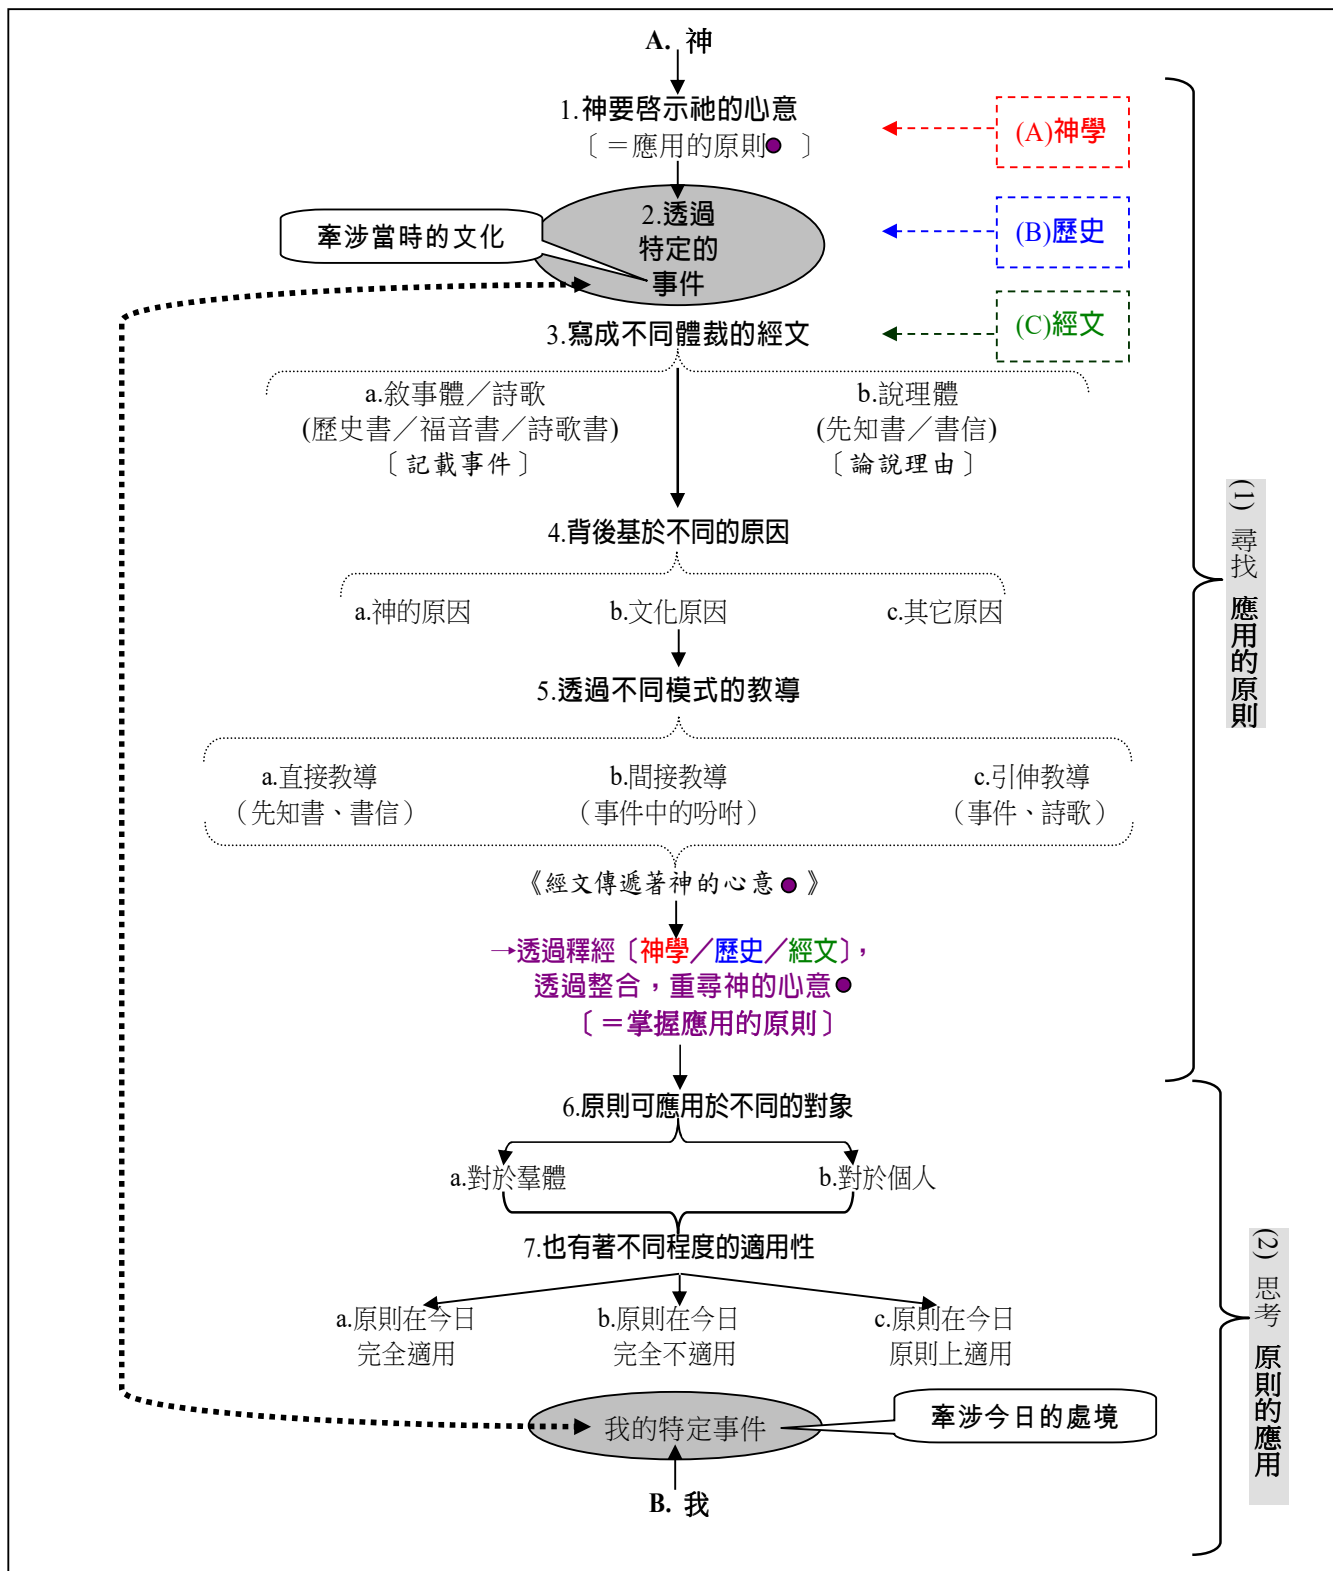 A. 神
1.神要啓示祂的心意
〔 ＝應用的原則● 〕
(A)神學
2.透過
特定的
事件
牽涉當時的文化
(B)歷史
3.寫成不同體裁的經文
(C)經文
a.敘事體／詩歌
(歷史書／福音書／詩歌書)
〔記載事件〕
b.說理體
(先知書／書信)
〔論說理由〕
4.背後基於不同的原因
a.神的原因
b.文化原因
c.其它原因
5.透過不同模式的教導
a.直接教導
（先知書、書信）
b.間接教導
（事件中的吩咐）
c.引伸教導
（事件、詩歌）
《經文傳遞著神的心意● 》
→透過釋經〔神學／歷史／經文〕，
透過整合，重尋神的心意●
〔 ＝掌握應用的原則〕
(1) 尋找 應用的原則
6.原則可應用於不同的對象
a.對於羣體
b.對於個人
7.也有著不同程度的適用性
a.原則在今日
完全適用
b.原則在今日
完全不適用
c.原則在今日
原則上適用
我的特定事件
牽涉今日的處境
B. 我
(2) 思考 原則的應用